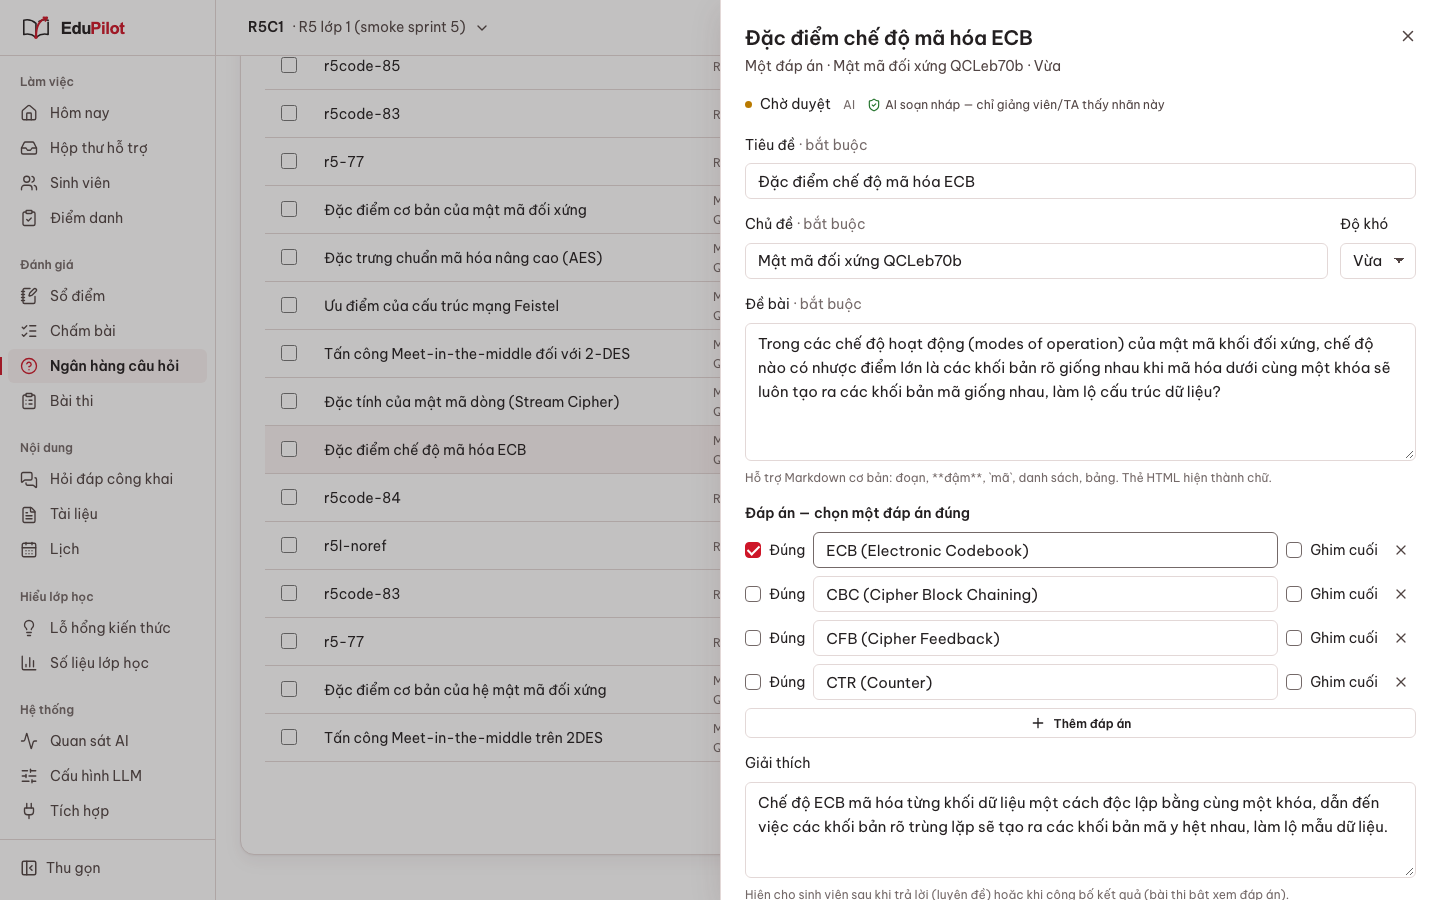 EduPilot
R5C1 · R5 lớp 1 (smoke sprint 5)
Làm việc
Hôm nay
Hộp thư hỗ trợ
Sinh viên
Điểm danh
Đánh giá
Sổ điểm
Chấm bài
Ngân hàng câu hỏi
Bài thi
Nội dung
Hỏi đáp công khai
Tài liệu
Lịch
Hiểu lớp học
Lỗ hổng kiến thức
Số liệu lớp học
Hệ thống
Quan sát AI
Cấu hình LLM
Tích hợp
Thu gọn
r5code-85
r5code-83
r5-77
Đặc điểm cơ bản của mật mã đối xứng
Đặc trưng chuẩn mã hóa nâng cao (AES)
Ưu điểm của cấu trúc mạng Feistel
Tấn công Meet-in-the-middle đối với 2-DES
Đặc tính của mật mã dòng (Stream Cipher)
Đặc điểm chế độ mã hóa ECB
r5code-84
r5l-noref
r5code-83
r5-77
Đặc điểm cơ bản của hệ mật mã đối xứng
Tấn công Meet-in-the-middle trên 2DES
Đặc điểm chế độ mã hóa ECB
Một đáp án · Mật mã đối xứng QCLeb70b · Vừa
Chờ duyệt AI AI soạn nháp — chỉ giảng viên/TA thấy nhãn này
Tiêu đề · bắt buộc
Đặc điểm chế độ mã hóa ECB
Chủ đề · bắt buộc Độ khó
Mật mã đối xứng QCLeb70b Vừa
Đề bài · bắt buộc
Trong các chế độ hoạt động (modes of operation) của mật mã khối đối xứng, chế độ
nào có nhược điểm lớn là các khối bản rõ giống nhau khi mã hóa dưới cùng một khóa sẽ
luôn tạo ra các khối bản mã giống nhau, làm lộ cấu trúc dữ liệu?
Hỗ trợ Markdown cơ bản: đoạn, **đậm**, `mã`, danh sách, bảng. Thẻ HTML hiện thành chữ.
Đáp án — chọn một đáp án đúng
Đúng ECB (Electronic Codebook) Ghim cuối
Đúng CBC (Cipher Block Chaining) Ghim cuối
Đúng CFB (Cipher Feedback) Ghim cuối
Đúng CTR (Counter) Ghim cuối
Thêm đáp án
Giải thích
Chế độ ECB mã hóa từng khối dữ liệu một cách độc lập bằng cùng một khóa, dẫn đến
việc các khối bản rõ trùng lặp sẽ tạo ra các khối bản mã y hệt nhau, làm lộ mẫu dữ liệu.
Hiện cho sinh viên sau khi trả lời (luyện đề) hoặc khi công bố kết quả (bài thi bật xem đáp án).